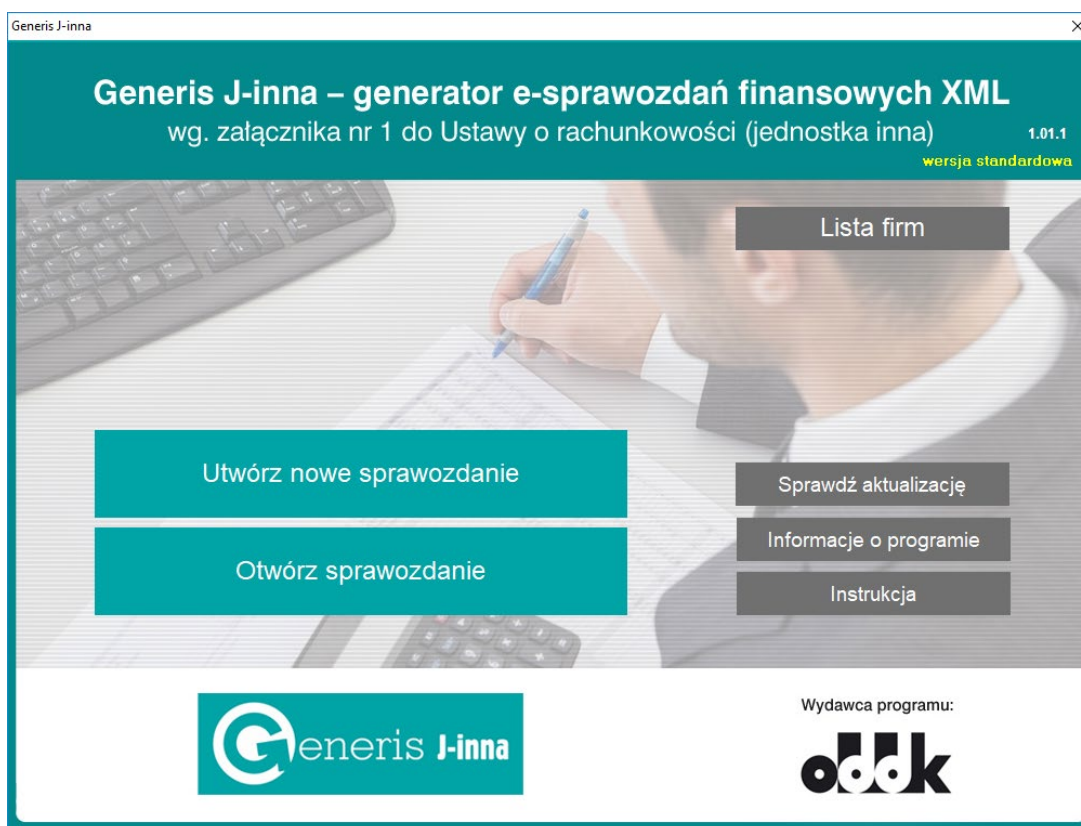 Generis J-inna
Generis J-inna – generator e-sprawozdań finansowych XML
wg. załącznika nr 1 do Ustawy o rachunkowości (jednostka inna)
1.01.1
wersja standardowa
Lista firm
Utwórz nowe sprawozdanie
Otwórz sprawozdanie
Sprawdź aktualizację
Informacje o programie
Instrukcja
Generis J-inna
Wydawca programu:
oddk